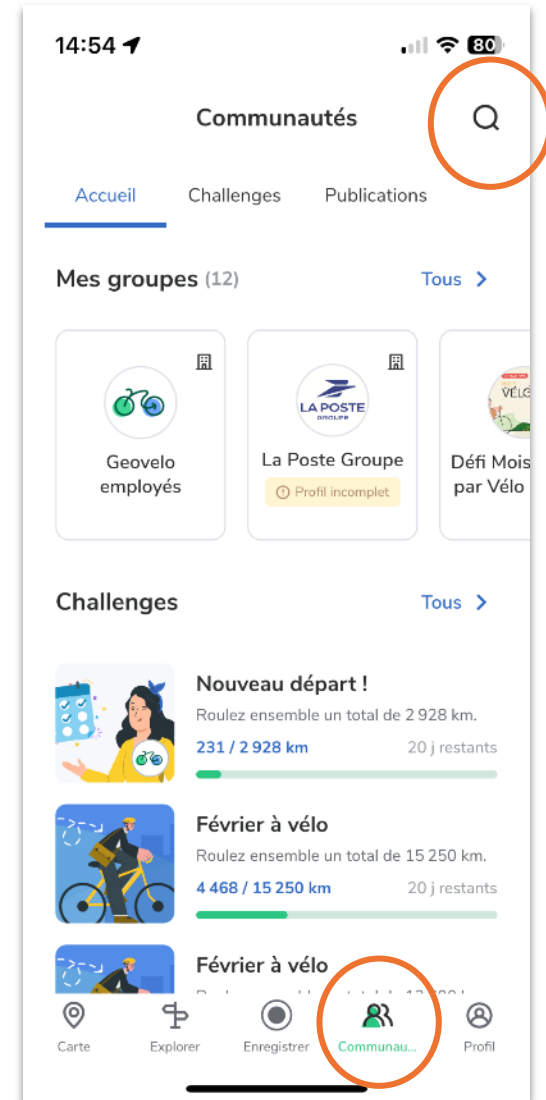 14:54
80
Communautés
Accueil Challenges Publications
Mes groupes (12) Tous
LA POSTE
GROUPE
VÉLO
Geovelo
employés
La Poste Groupe
Profil incomplet
Défi Mois
par Vélo
Challenges Tous
Nouveau départ !
Roulez ensemble un total de 2 928 km.
231 / 2 928 km 20 j restants
Février à vélo
Roulez ensemble un total de 15 250 km.
4 468 / 15 250 km 20 j restants
Février à vélo
Carte Explorer Enregistrer Communau... Profil